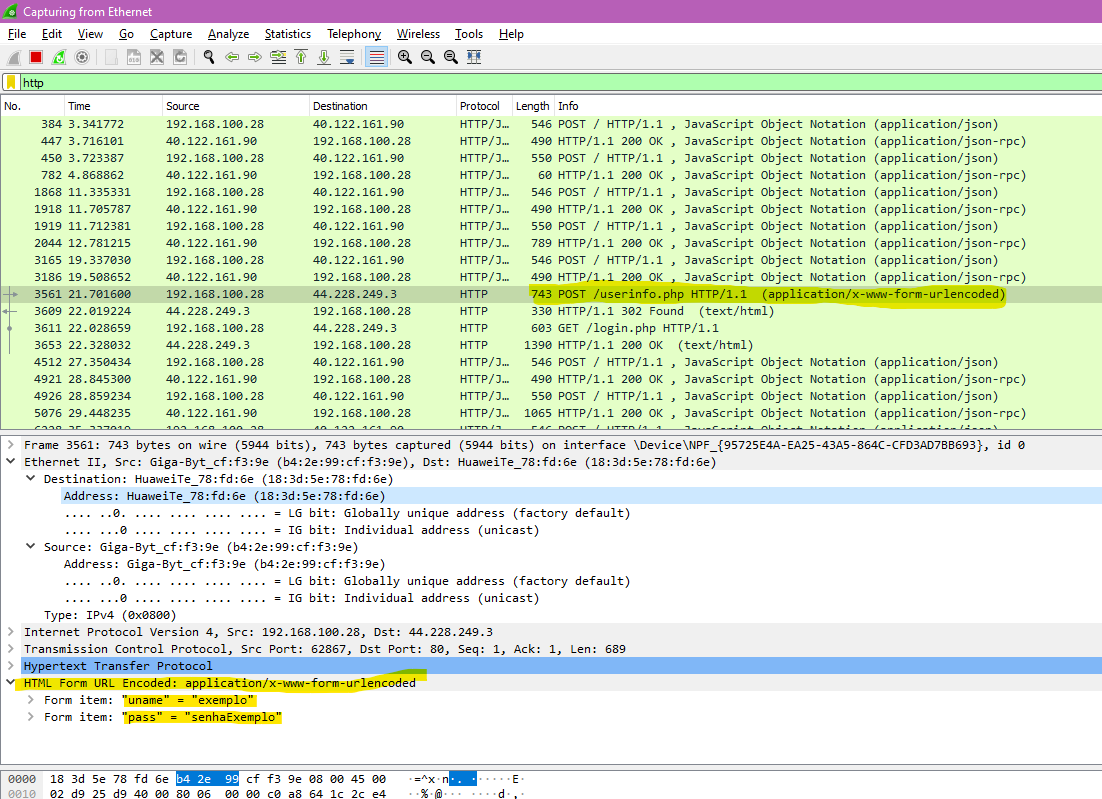 Capturing from Ethernet
File Edit View Go Capture Analyze Statistics Telephony Wireless Tools Help
http
No. Time Source Destination Protocol Length Info
384 3.341772 192.168.100.28 40.122.161.90 HTTP/J… 546 POST / HTTP/1.1 , JavaScript Object Notation (application/json)
447 3.716101 40.122.161.90 192.168.100.28 HTTP/J… 490 HTTP/1.1 200 OK , JavaScript Object Notation (application/json-rpc)
450 3.723387 192.168.100.28 40.122.161.90 HTTP/J… 550 POST / HTTP/1.1 , JavaScript Object Notation (application/json)
782 4.868862 40.122.161.90 192.168.100.28 HTTP/J… 60 HTTP/1.1 200 OK , JavaScript Object Notation (application/json-rpc)
1868 11.335331 192.168.100.28 40.122.161.90 HTTP/J… 546 POST / HTTP/1.1 , JavaScript Object Notation (application/json)
1918 11.705787 40.122.161.90 192.168.100.28 HTTP/J… 490 HTTP/1.1 200 OK , JavaScript Object Notation (application/json-rpc)
1919 11.712381 192.168.100.28 40.122.161.90 HTTP/J… 550 POST / HTTP/1.1 , JavaScript Object Notation (application/json)
2044 12.781215 40.122.161.90 192.168.100.28 HTTP/J… 789 HTTP/1.1 200 OK , JavaScript Object Notation (application/json-rpc)
3165 19.337030 192.168.100.28 40.122.161.90 HTTP/J… 546 POST / HTTP/1.1 , JavaScript Object Notation (application/json)
3186 19.508652 40.122.161.90 192.168.100.28 HTTP/J… 490 HTTP/1.1 200 OK , JavaScript Object Notation (application/json-rpc)
3561 21.701600 192.168.100.28 44.228.249.3 HTTP 743 POST /userinfo.php HTTP/1.1 (application/x-www-form-urlencoded)
3609 22.019224 44.228.249.3 192.168.100.28 HTTP 330 HTTP/1.1 302 Found (text/html)
3611 22.028659 192.168.100.28 44.228.249.3 HTTP 603 GET /login.php HTTP/1.1
3653 22.328032 44.228.249.3 192.168.100.28 HTTP 1390 HTTP/1.1 200 OK (text/html)
4512 27.350434 192.168.100.28 40.122.161.90 HTTP/J… 546 POST / HTTP/1.1 , JavaScript Object Notation (application/json)
4921 28.845300 40.122.161.90 192.168.100.28 HTTP/J… 490 HTTP/1.1 200 OK , JavaScript Object Notation (application/json-rpc)
4926 28.859234 192.168.100.28 40.122.161.90 HTTP/J… 550 POST / HTTP/1.1 , JavaScript Object Notation (application/json)
5076 29.448235 40.122.161.90 192.168.100.28 HTTP/J… 1065 HTTP/1.1 200 OK , JavaScript Object Notation (application/json-rpc)
Frame 3561: 743 bytes on wire (5944 bits), 743 bytes captured (5944 bits) on interface \Device\NPF_{95725E4A-EA25-43A5-864C-CFD3AD7BB693}, id 0
Ethernet II, Src: Giga-Byt_cf:f3:9e (b4:2e:99:cf:f3:9e), Dst: HuaweiTe_78:fd:6e (18:3d:5e:78:fd:6e)
Destination: HuaweiTe_78:fd:6e (18:3d:5e:78:fd:6e)
Address: HuaweiTe_78:fd:6e (18:3d:5e:78:fd:6e)
.... ..0. .... .... .... .... = LG bit: Globally unique address (factory default)
.... ...0 .... .... .... .... = IG bit: Individual address (unicast)
Source: Giga-Byt_cf:f3:9e (b4:2e:99:cf:f3:9e)
Address: Giga-Byt_cf:f3:9e (b4:2e:99:cf:f3:9e)
.... ..0. .... .... .... .... = LG bit: Globally unique address (factory default)
.... ...0 .... .... .... .... = IG bit: Individual address (unicast)
Type: IPv4 (0x0800)
Internet Protocol Version 4, Src: 192.168.100.28, Dst: 44.228.249.3
Transmission Control Protocol, Src Port: 62867, Dst Port: 80, Seq: 1, Ack: 1, Len: 689
Hypertext Transfer Protocol
HTML Form URL Encoded: application/x-www-form-urlencoded
Form item: "uname" = "exemplo"
Form item: "pass" = "senhaExemplo"
0000 18 3d 5e 78 fd 6e b4 2e 99 cf f3 9e 08 00 45 00 ·=^x·n·. ······E·
0010 02 d9 25 d9 40 00 80 06 00 00 c0 a8 64 1c 2c e4 ··%·@··· ····d·,·